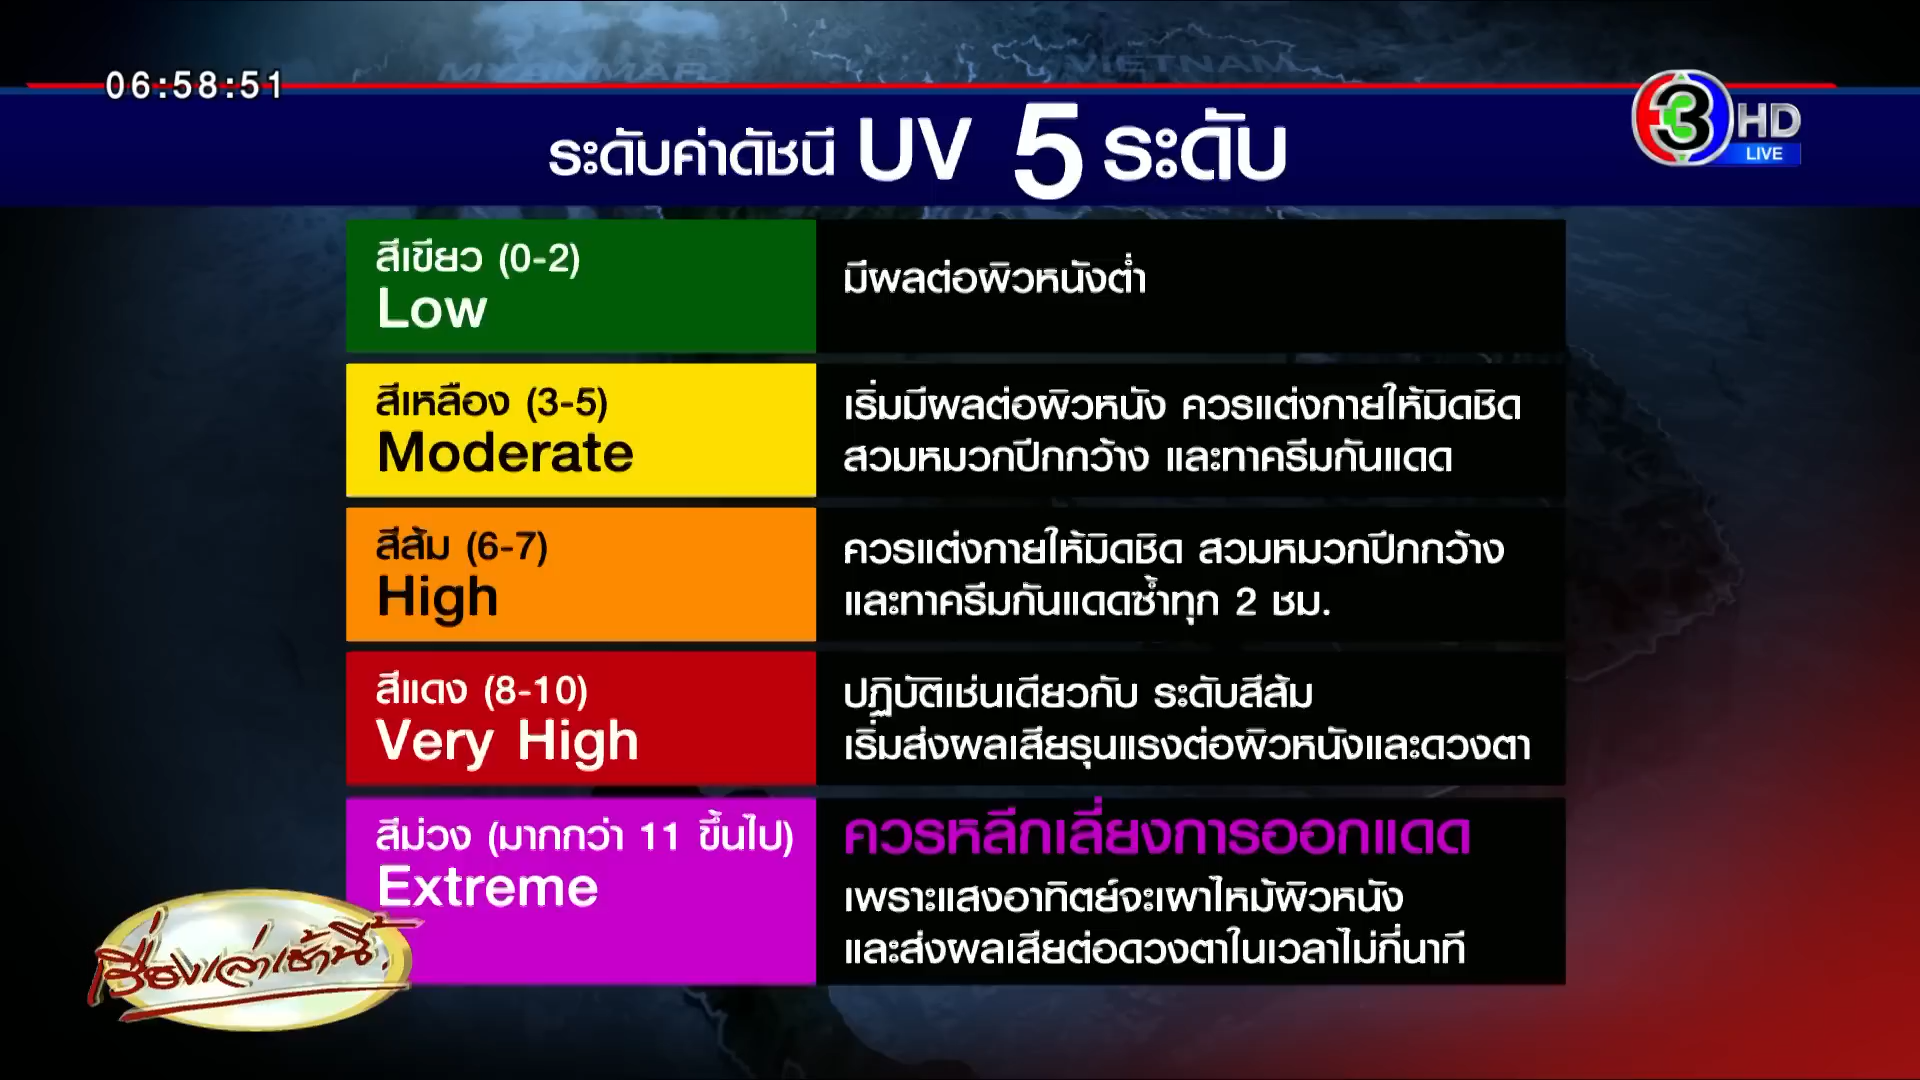 MYANMAR
VIETNAM
06:58:51
3 HD
LIVE
ระดับค่าดัชนี UV 5 ระดับ
สีเขียว (0-2)
Low
มีผลต่อผิวหนังต่ำ
สีเหลือง (3-5)
Moderate
เริ่มมีผลต่อผิวหนัง ควรแต่งกายให้มิดชิด
สวมหมวกปีกกว้าง และทาครีมกันแดด
สีส้ม (6-7)
High
ควรแต่งกายให้มิดชิด สวมหมวกปีกกว้าง
และทาครีมกันแดดซ้ำทุก 2 ชม.
สีแดง (8-10)
Very High
ปฏิบัติเช่นเดียวกับ ระดับสีส้ม
เริ่มส่งผลเสียรุนแรงต่อผิวหนังและดวงตา
สีม่วง (มากกว่า 11 ขึ้นไป)
Extreme
ควรหลีกเลี่ยงการออกแดด
เพราะแสงอาทิตย์จะเผาไหม้ผิวหนัง
และส่งผลเสียต่อดวงตาในเวลาไม่กี่นาที
เรื่องเล่าเช้านี้